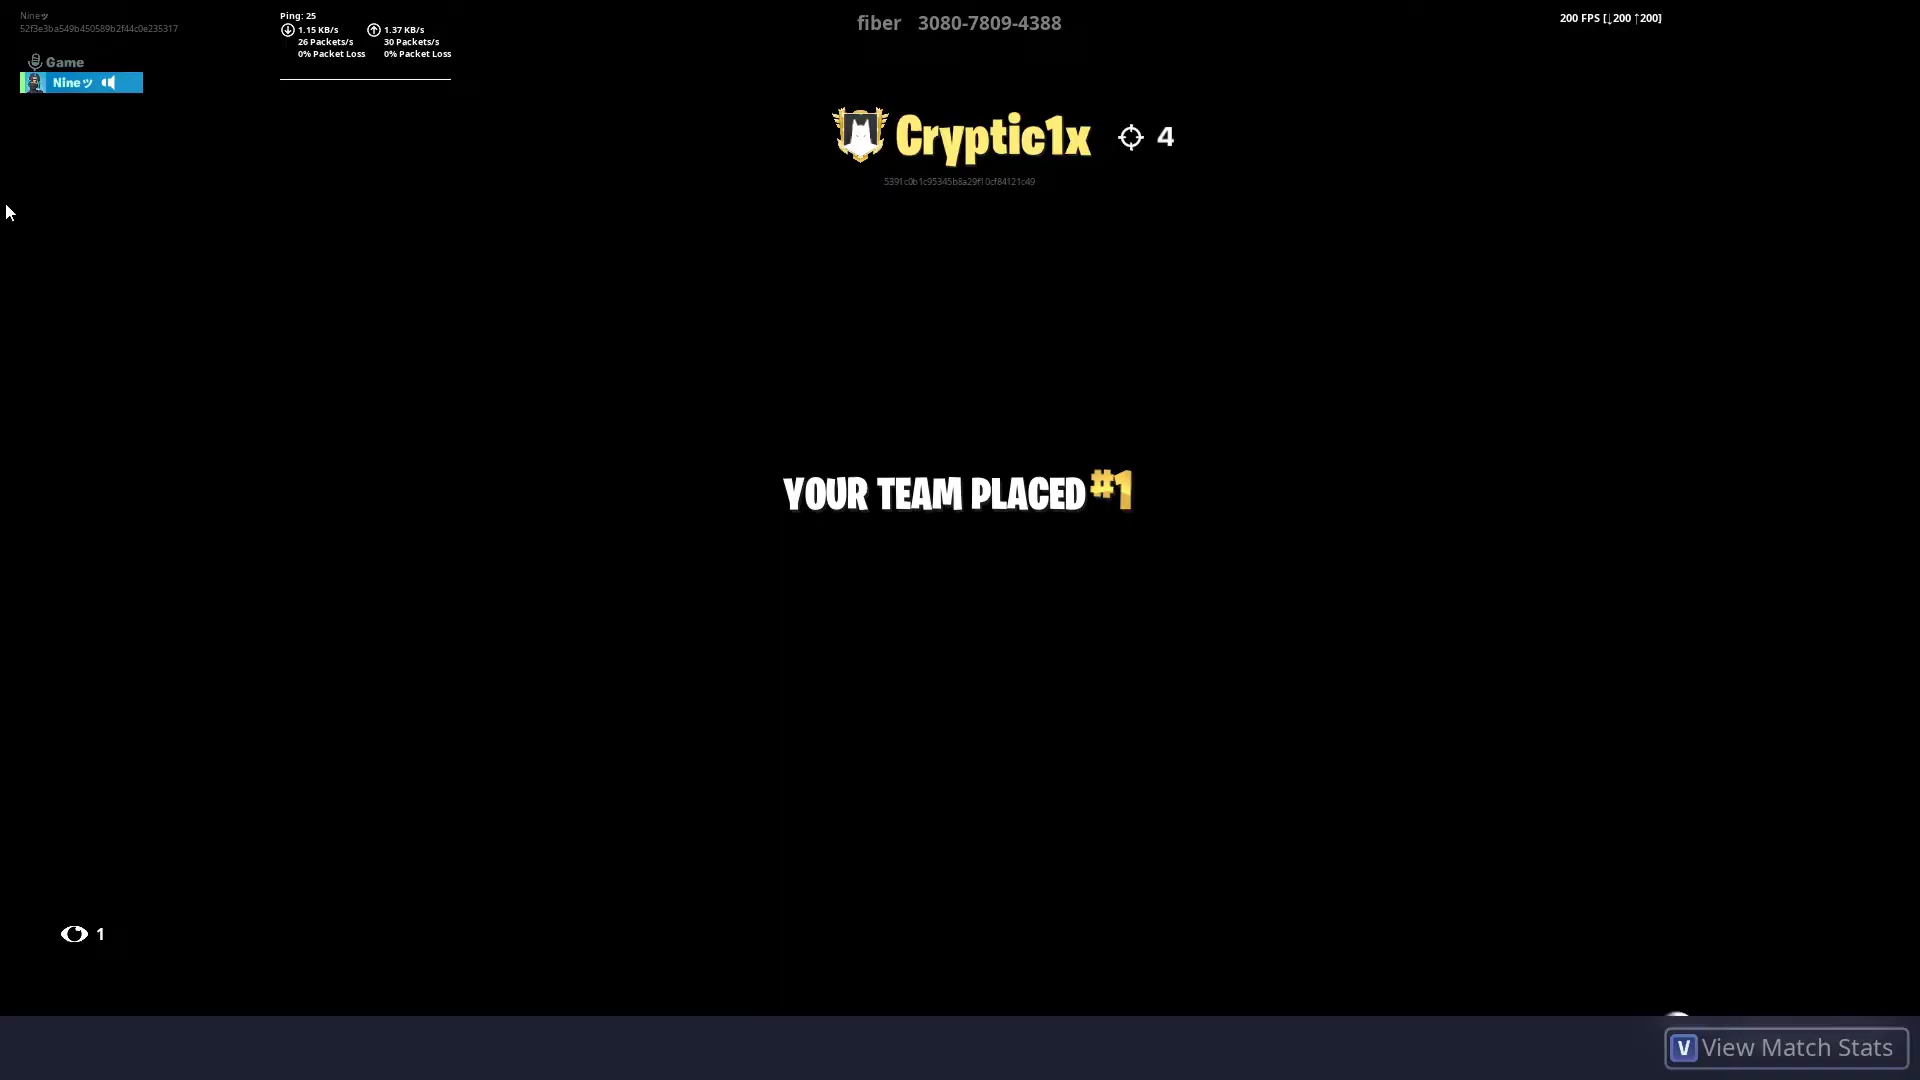 Nineツ
52f3e3ba549b450589b2f44c0e235317
Game
Nineツ
Ping: 25
1.15 KB/s 1.37 KB/s
26 Packets/s 30 Packets/s
0% Packet Loss 0% Packet Loss
fiber 3080-7809-4388
200 FPS [↓200 ↑200]
Cryptic1x 4
5391c0b1c95345b8a29f10cf84121c49
YOUR TEAM PLACED #1
1
V View Match Stats